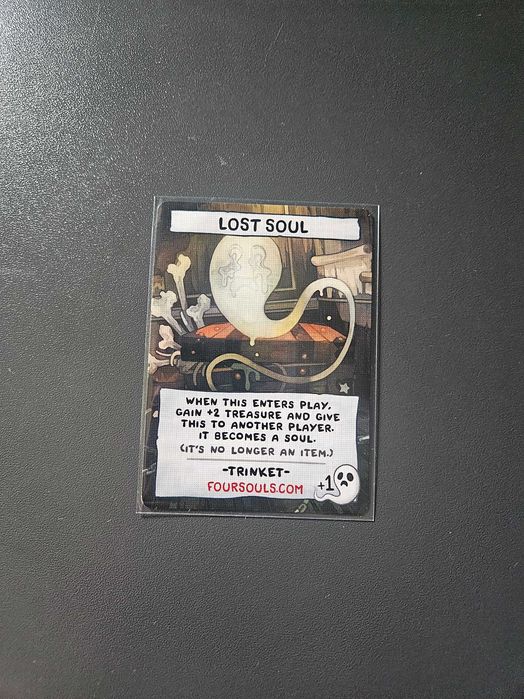 LOST SOUL
WHEN THIS ENTERS PLAY,
GAIN +2 TREASURE AND GIVE
THIS TO ANOTHER PLAYER.
IT BECOMES A SOUL.
(IT'S NO LONGER AN ITEM.)
-TRINKET-
FOURSOULS.COM
+1